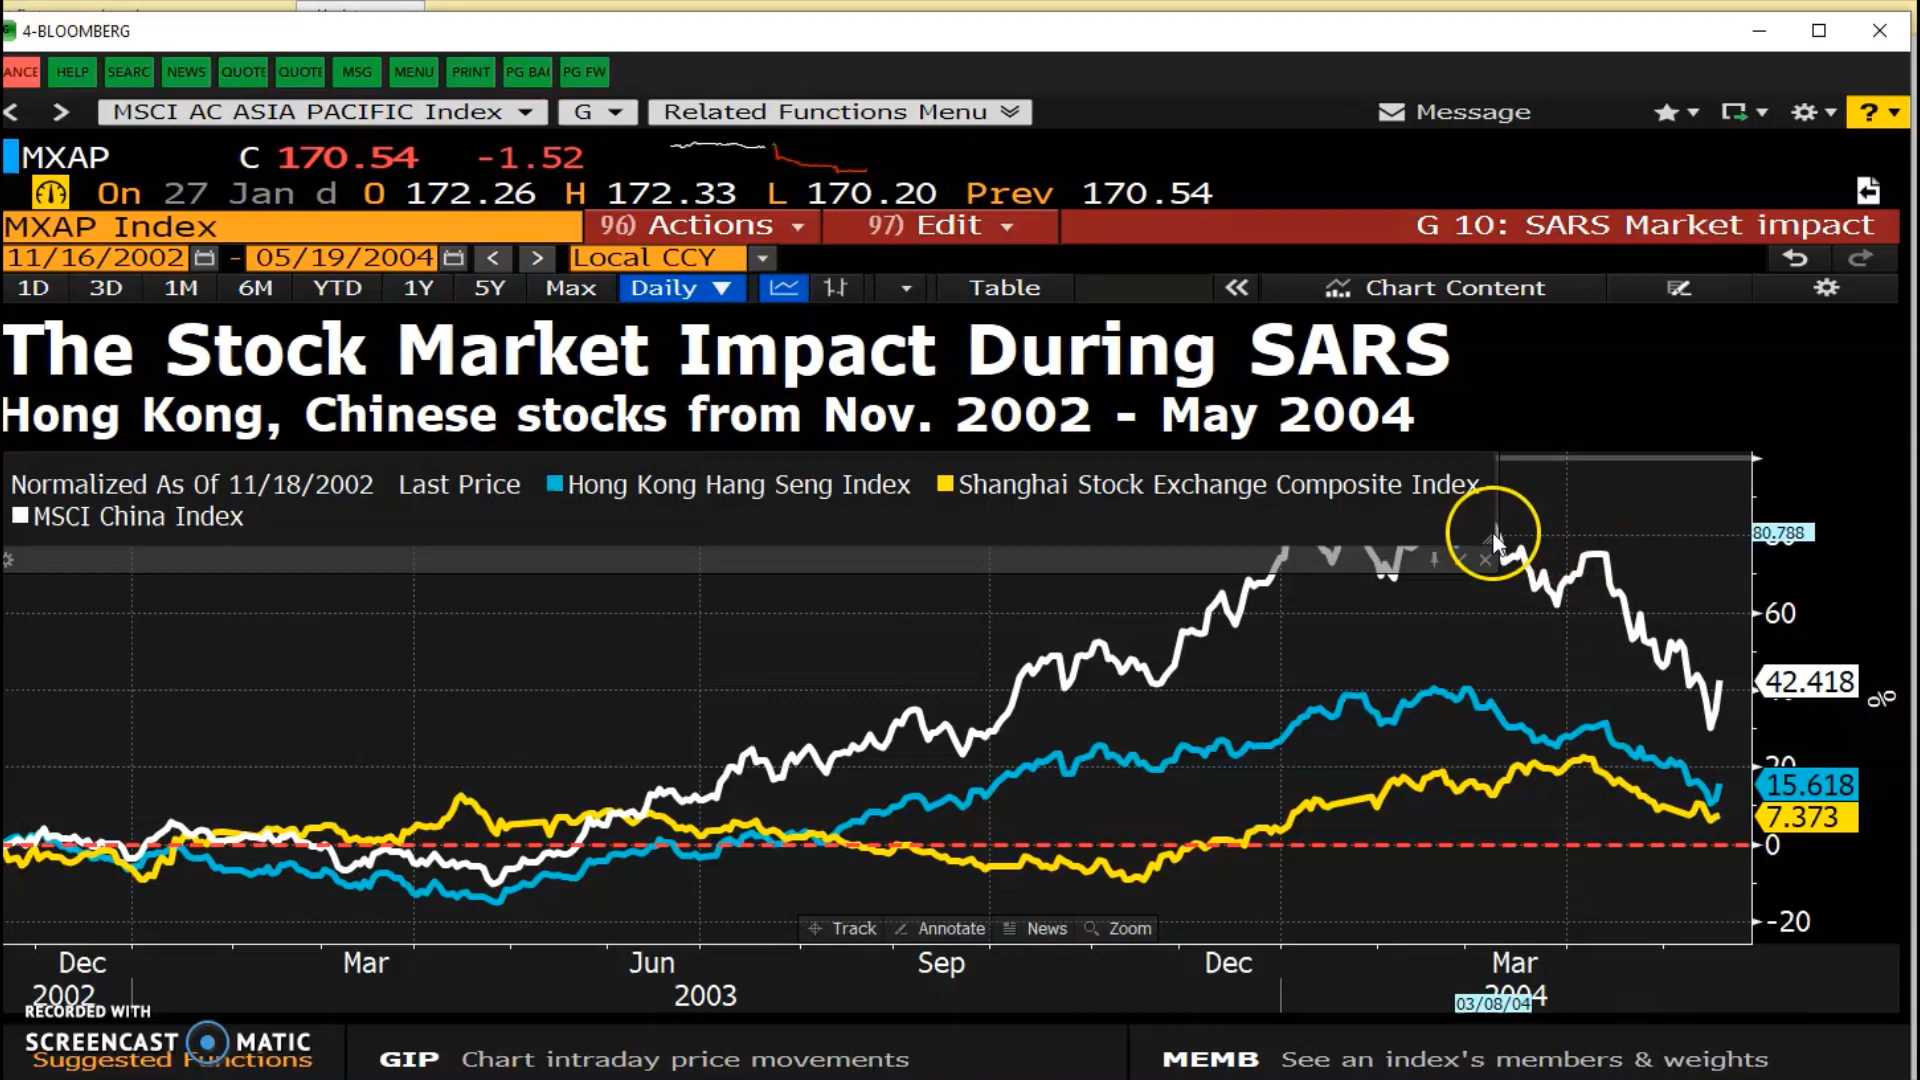 4-BLOOMBERG
ANCE HELP SEARC NEWS QUOTE QUOTE MSG MENU PRINT PG BA PG FW
< > MSCI AC ASIA PACIFIC Index G Related Functions Menu Message ?
MXAP C 170.54 -1.52
On 27 Jan d O 172.26 H 172.33 L 170.20 Prev 170.54
MXAP Index 96) Actions 97) Edit G 10: SARS Market impact
11/16/2002 - 05/19/2004 < > Local CCY
1D 3D 1M 6M YTD 1Y 5Y Max Daily Table « Chart Content
The Stock Market Impact During SARS
Hong Kong, Chinese stocks from Nov. 2002 - May 2004
Normalized As Of 11/18/2002 Last Price Hong Kong Hang Seng Index Shanghai Stock Exchange Composite Index
MSCI China Index
80.788
60
42.418
%
20
15.618
7.373
0
-20
Track Annotate News Zoom
Dec Mar Jun Sep Dec Mar
2002 2003 2004
03/08/04
RECORDED WITH
SCREENCAST MATIC
Suggested Functions GIP Chart intraday price movements MEMB See an index's members & weights